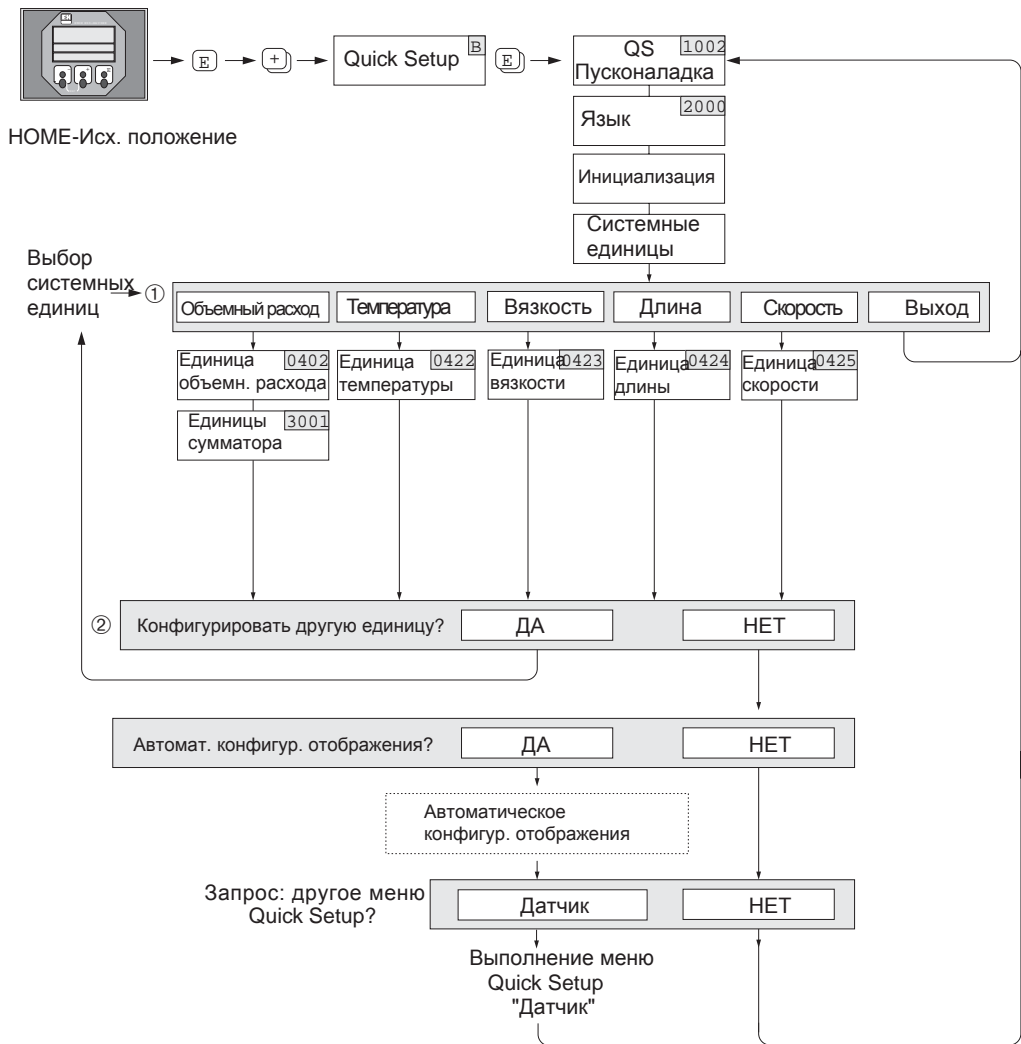 EH
E
+
Quick Setup
B
E
QS
1002
Пусконаладка
Язык
2000
HOME-Исх. положение
Инициализация
Системные
единицы
Выбор
системных
единиц
①
Объемный расход
Температура
Вязкость
Длина
Скорость
Выход
Единица
0402
объемн. расхода
Единица
0422
температуры
Единица
0423
вязкости
Единица
0424
длины
Единица
0425
скорости
Единицы
3001
сумматора
②
Конфигурировать другую единицу?
ДА
НЕТ
Автомат. конфигур. отображения?
ДА
НЕТ
Автоматическое
конфигур. отображения
Запрос: другое меню
Quick Setup?
Датчик
НЕТ
Выполнение меню
Quick Setup
"Датчик"